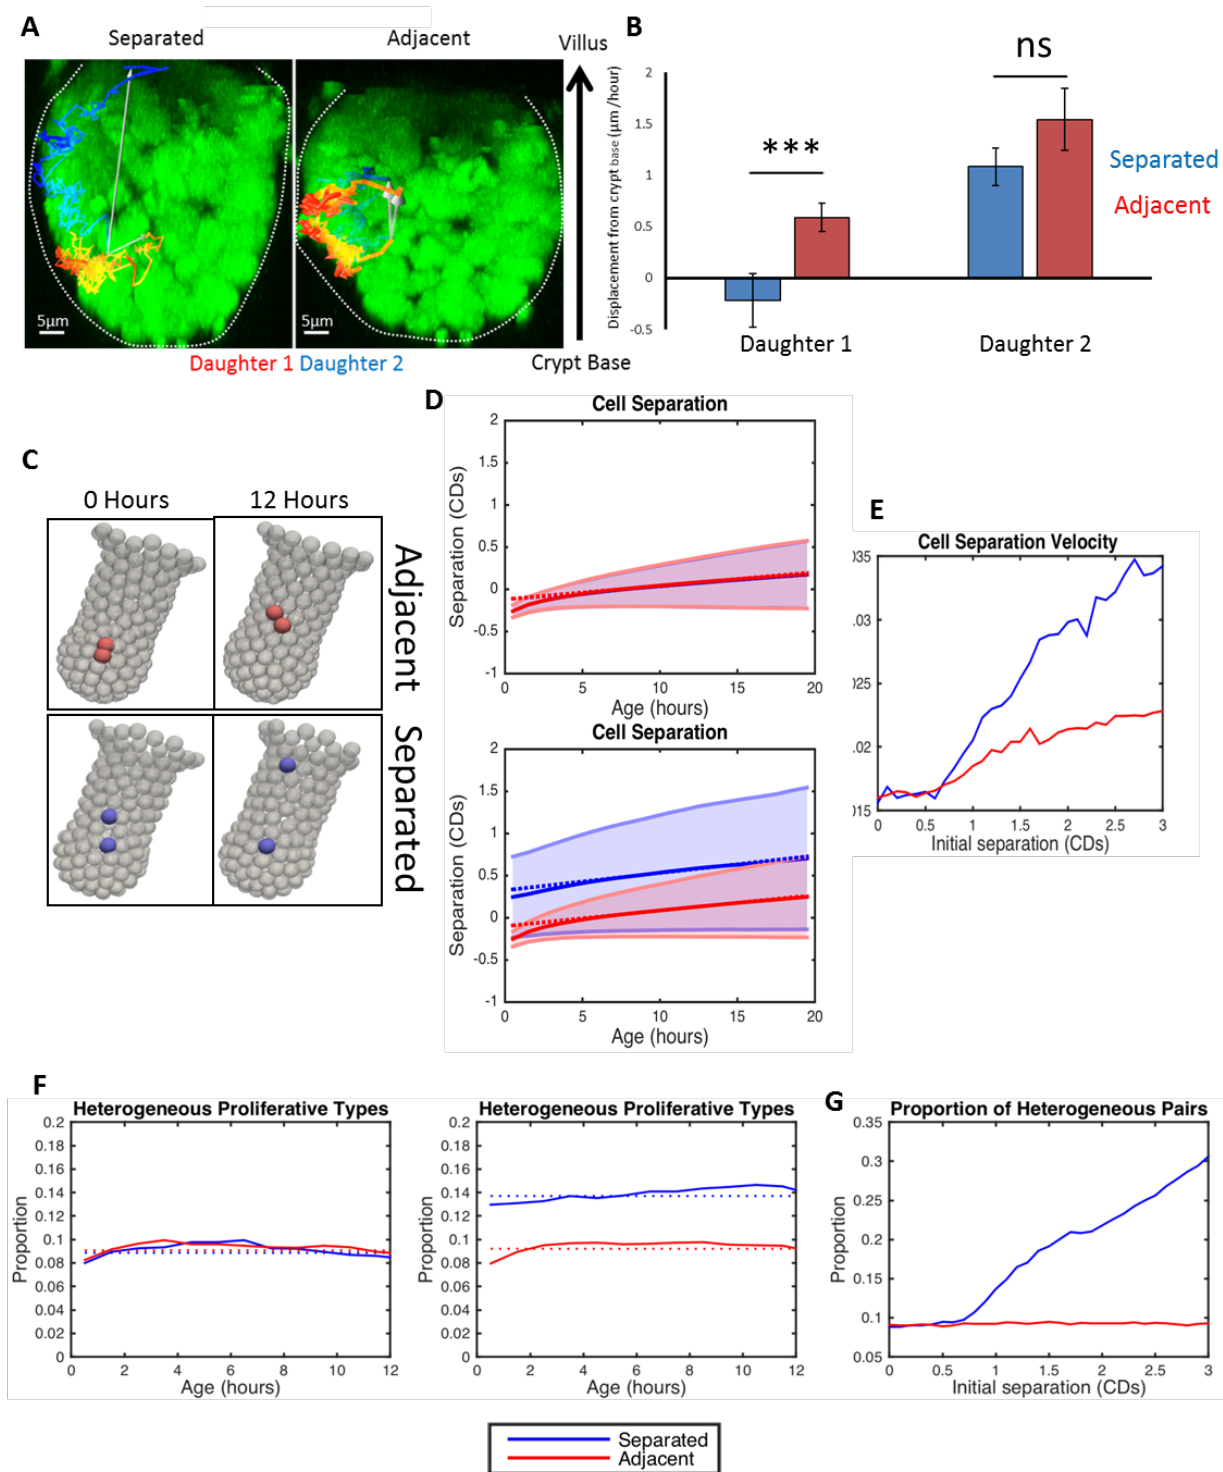 A
Separated
Adjacent
Villus
5µm
5µm
Daughter 1 Daughter 2
Crypt Base
B
ns
***
Displacement from crypt base (µm /hour)
2
1.5
1
0.5
0
-0.5
Daughter 1
Daughter 2
Separated
Adjacent
C
0 Hours
12 Hours
Adjacent
Separated
D
Cell Separation
Separation (CDs)
2
1.5
1
0.5
0
-0.5
-1
0 5 10 15 20
Age (hours)
Cell Separation
Separation (CDs)
2
1.5
1
0.5
0
-0.5
-1
0 5 10 15 20
Age (hours)
E
Cell Separation Velocity
035
.03
025
.02
015
0 0.5 1 1.5 2 2.5 3
Initial separation (CDs)
F
Heterogeneous Proliferative Types
Proportion
0.2
0.18
0.16
0.14
0.12
0.1
0.08
0.06
0.04
0.02
0
0 2 4 6 8 10 12
Age (hours)
Heterogeneous Proliferative Types
Proportion
0.2
0.18
0.16
0.14
0.12
0.1
0.08
0.06
0.04
0.02
0
0 2 4 6 8 10 12
Age (hours)
G
Proportion of Heterogeneous Pairs
Proportion
0.35
0.3
0.25
0.2
0.15
0.1
0.05
0 0.5 1 1.5 2 2.5 3
Initial separation (CDs)
Separated
Adjacent